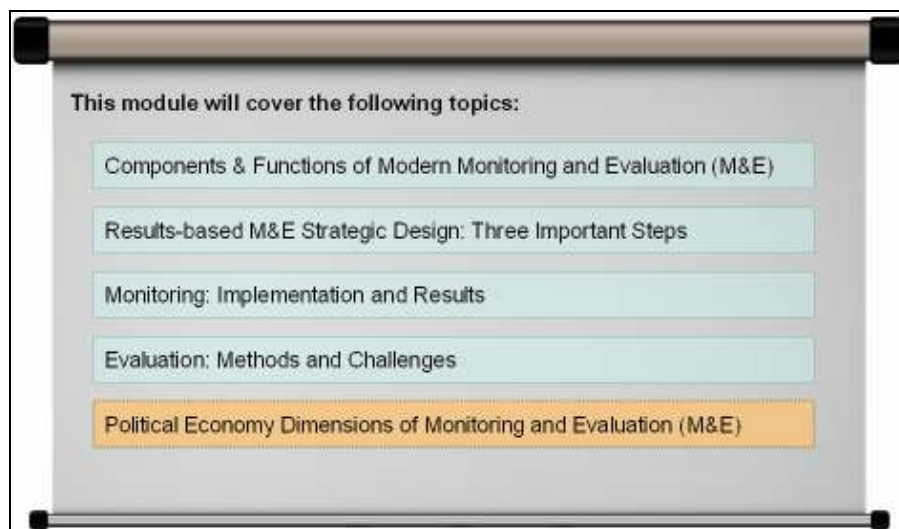 This module will cover the following topics:
Components & Functions of Modern Monitoring and Evaluation (M&E)
Results-based M&E Strategic Design: Three Important Steps
Monitoring: Implementation and Results
Evaluation: Methods and Challenges
Political Economy Dimensions of Monitoring and Evaluation (M&E)